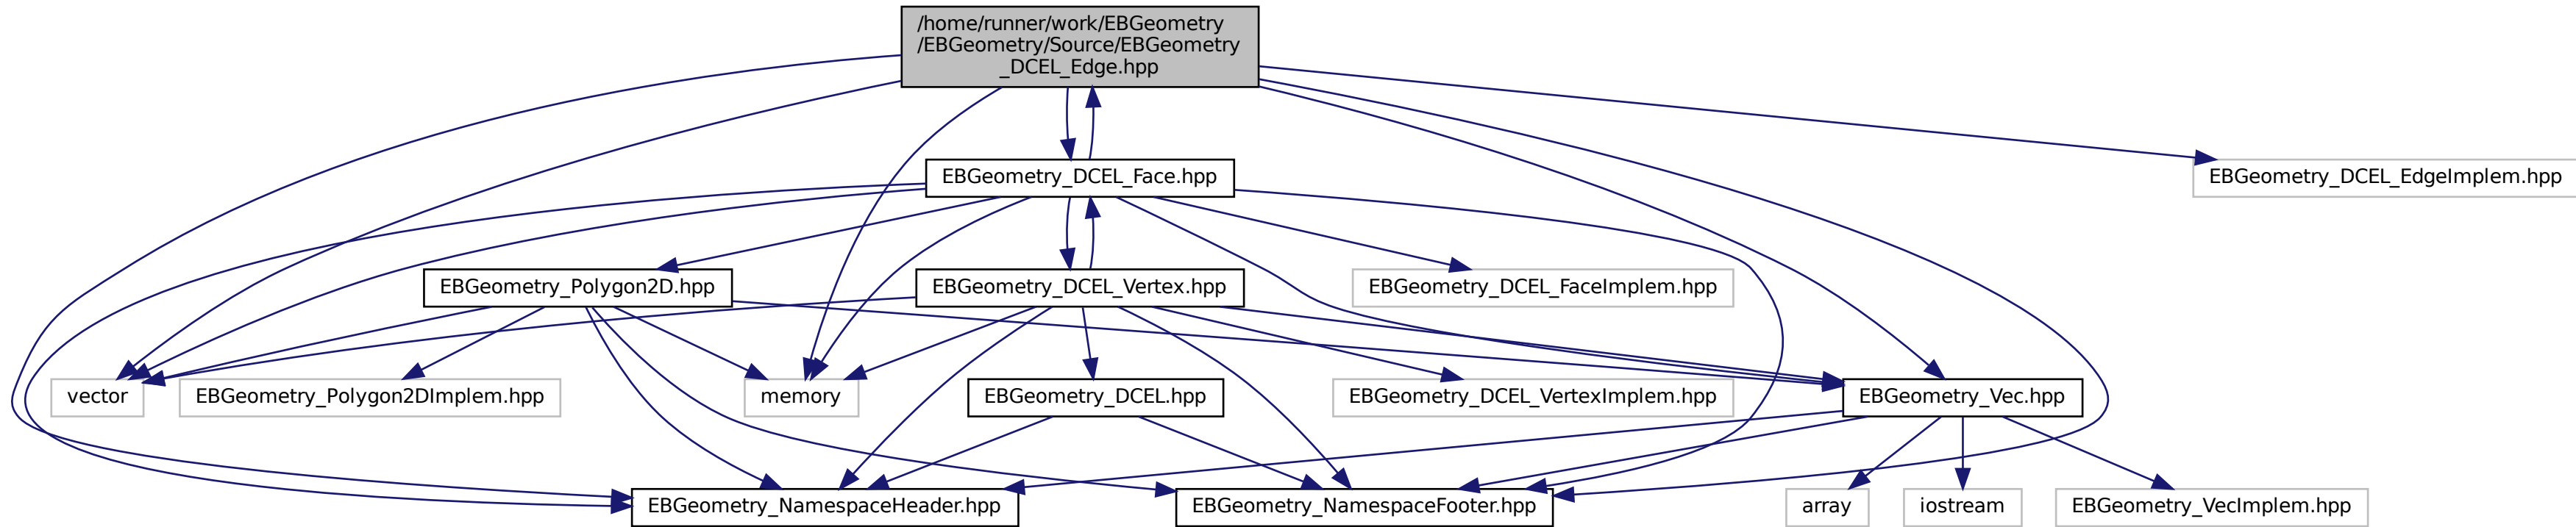 /home/runner/work/EBGeometry
/EBGeometry/Source/EBGeometry
_DCEL_Edge.hpp
EBGeometry_DCEL_Face.hpp
EBGeometry_DCEL_EdgeImplem.hpp
EBGeometry_Polygon2D.hpp
EBGeometry_DCEL_Vertex.hpp
EBGeometry_DCEL_FaceImplem.hpp
vector
EBGeometry_Polygon2DImplem.hpp
memory
EBGeometry_DCEL.hpp
EBGeometry_DCEL_VertexImplem.hpp
EBGeometry_Vec.hpp
EBGeometry_NamespaceHeader.hpp
EBGeometry_NamespaceFooter.hpp
array
iostream
EBGeometry_VecImplem.hpp